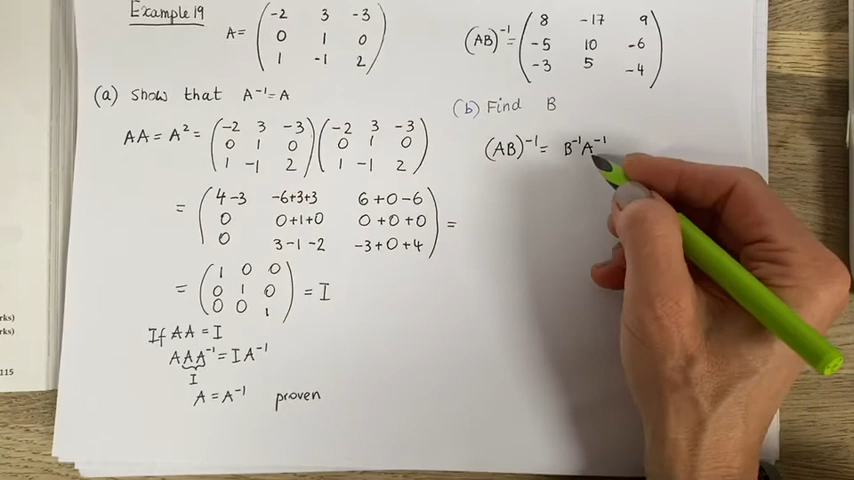 Example 19
A = ( -2 3 -3
0 1 0
1 -1 2 )
(AB)⁻¹ = ( 8 -17 9
-5 10 -6
-3 5 -4 )
(a) Show that A⁻¹ = A
AA = A² = ( -2 3 -3 ) ( -2 3 -3 )
( 0 1 0 ) ( 0 1 0 )
( 1 -1 2 ) ( 1 -1 2 )
= ( 4-3 -6+3+3 6+0-6
0 0+1+0 0+0+0
0 3-1-2 -3+0+4 ) =
= ( 1 0 0
0 1 0
0 0 1 ) = I
If AA = I
AAA⁻¹ = IA⁻¹
I
A = A⁻¹ proven
(b) Find B
(AB)⁻¹ = B⁻¹A⁻¹
rks)
rks)
115